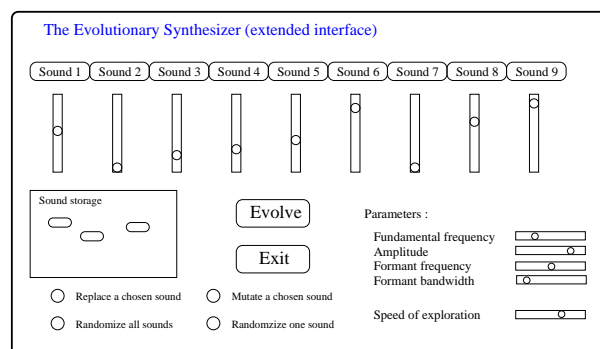 The Evolutionary Synthesizer (extended interface)
Sound 1 Sound 2 Sound 3 Sound 4 Sound 5 Sound 6 Sound 7 Sound 8 Sound 9
Sound storage
Evolve
Exit
Parameters :
Fundamental frequency
Amplitude
Formant frequency
Formant bandwidth
Speed of exploration
Replace a chosen sound
Mutate a chosen sound
Randomize all sounds
Randomzize one sound